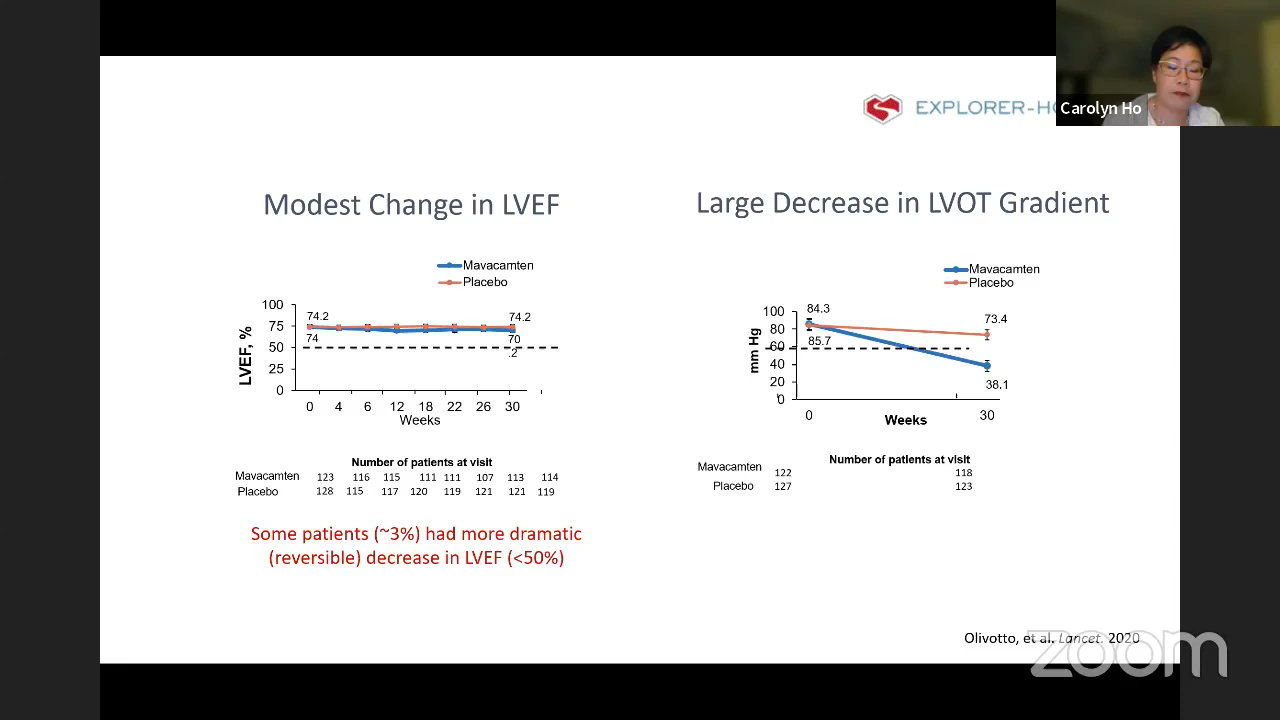 EXPLORER-H
Carolyn Ho
Modest Change in LVEF
Large Decrease in LVOT Gradient
Mavacamten
Placebo
LVEF, %
100
75
50
25
0
74.2
74
74.2
70
.2
0 4 6 12 18 22 26 30
Weeks
Mavacamten
Placebo
mm Hg
100
80
60
40
20
0
84.3
85.7
73.4
38.1
0 30
Weeks
Number of patients at visit
Mavacamten 123 116 115 111 111 107 113 114
Placebo 128 115 117 120 119 121 121 119
Number of patients at visit
Mavacamten 122 118
Placebo 127 123
Some patients (~3%) had more dramatic
(reversible) decrease in LVEF (<50%)
Olivotto, et al. Lancet. 2020
zoom